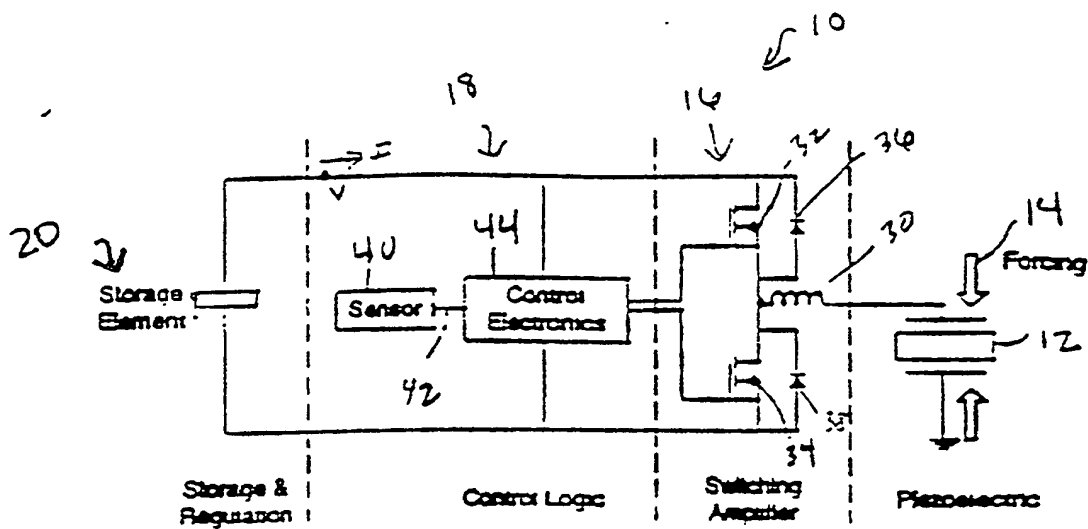 10
18
16
32
36
I
V
20
40
44
30
14
Storage
Element
Sensor
Control
Electronics
Forcing
12
42
34
Storage &
Regulation
Control Logic
Switching
Amplifier
Piezoelectric